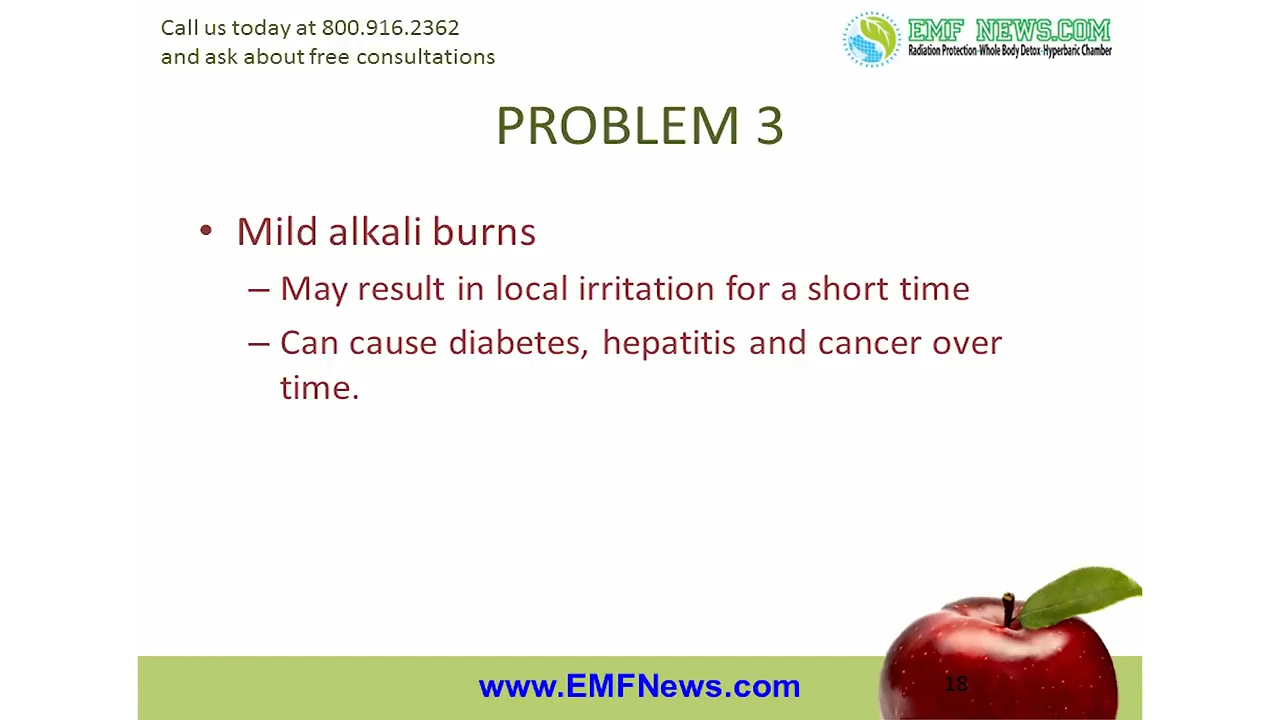 Call us today at 800.916.2362
and ask about free consultations
EMF NEWS.COM
Radiation Protection-Whole Body Detox-Hyperbaric Chamber
PROBLEM 3
• Mild alkali burns
– May result in local irritation for a short time
– Can cause diabetes, hepatitis and cancer over
time.
www.EMFNews.com
18